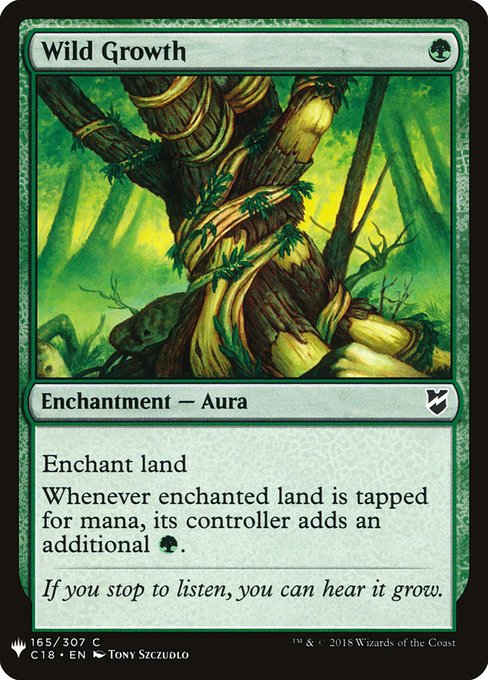 Wild Growth
Enchantment — Aura
Enchant land
Whenever enchanted land is tapped
for mana, its controller adds an
additional .
If you stop to listen, you can hear it grow.
165/307 C
C18 • EN Tony Szczudlo
™ & © 2018 Wizards of the Coast